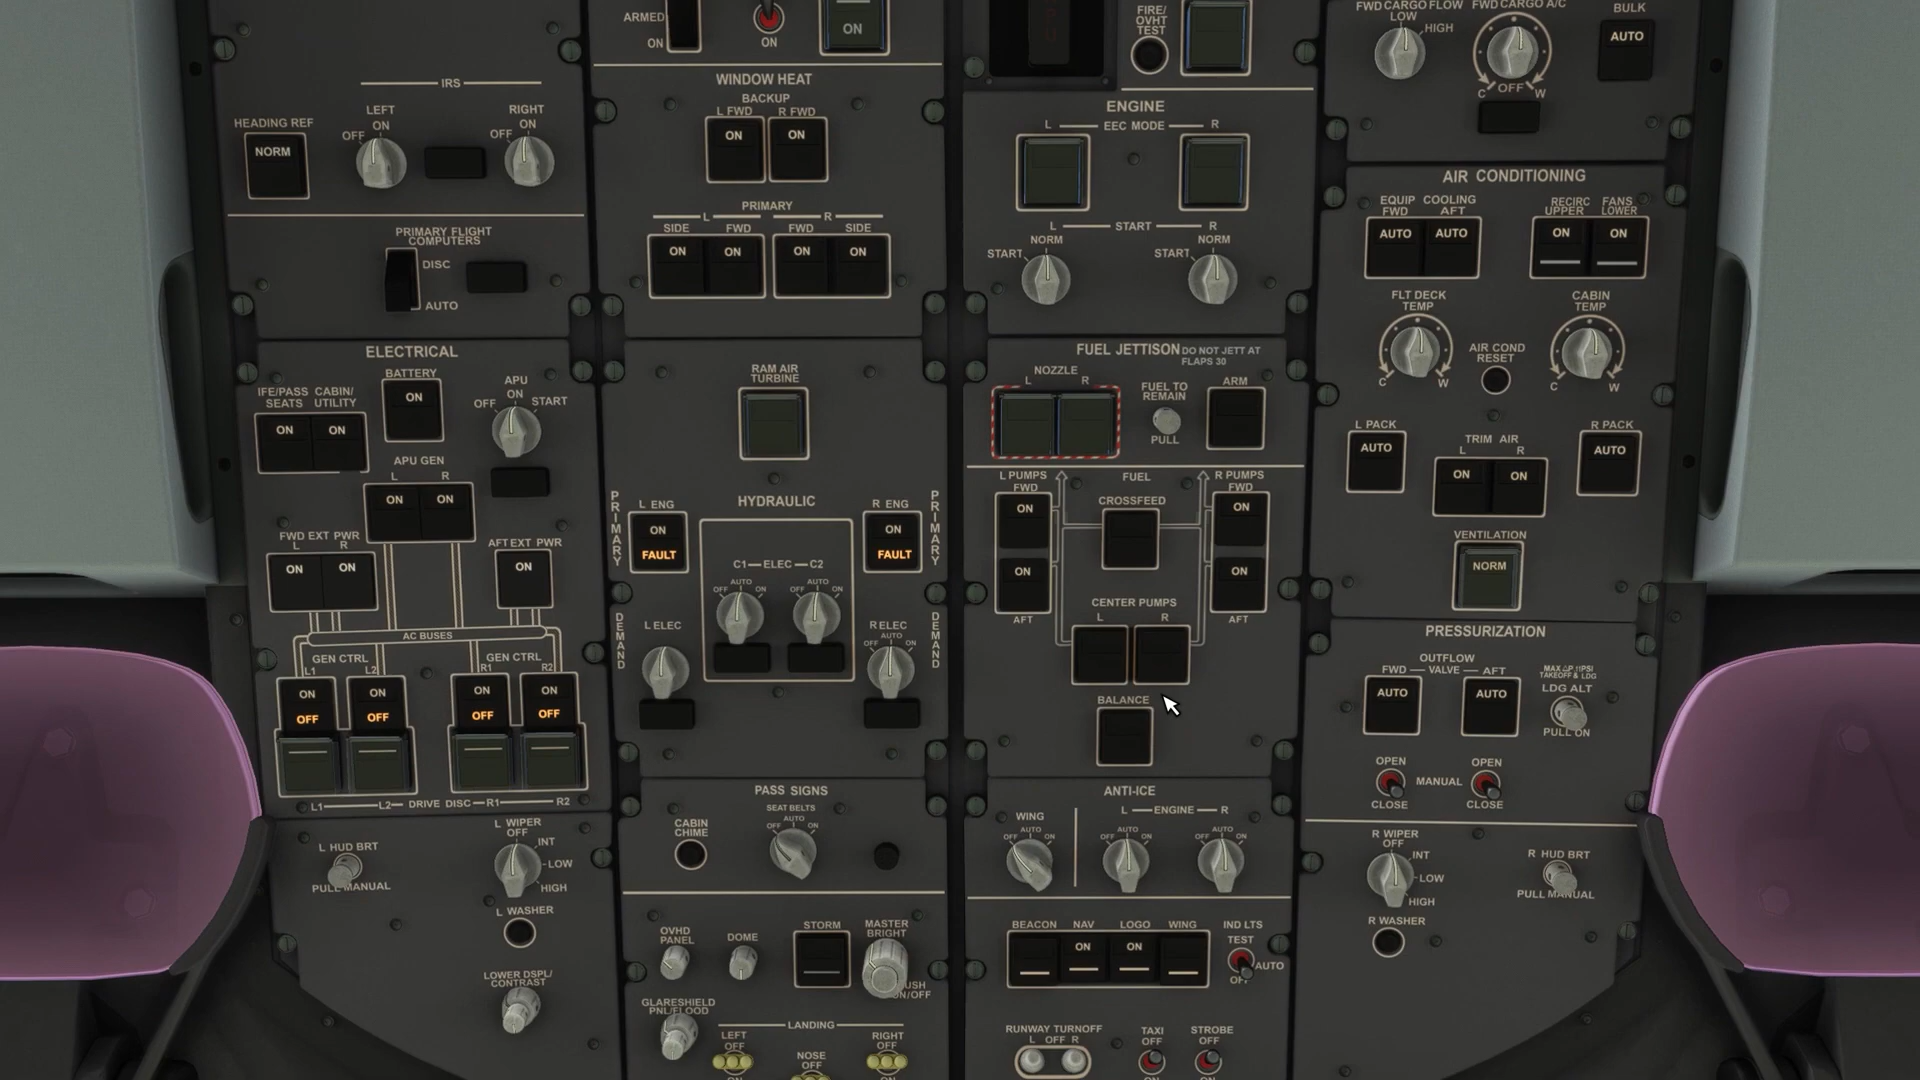 ARMED
ON
ON
ON
IRS
HEADING REF
NORM
LEFT
ON
OFF
RIGHT
ON
OFF
PRIMARY FLIGHT
COMPUTERS
DISC
AUTO
ELECTRICAL
IFE/PASS
SEATS
CABIN/
UTILITY
ON
ON
BATTERY
ON
APU
ON
OFF
START
APU GEN
L
R
ON
ON
FWD EXT PWR
L
R
ON
ON
AFT EXT PWR
ON
AC BUSES
GEN CTRL
L1
L2
GEN CTRL
R1
R2
ON
OFF
ON
OFF
ON
OFF
ON
OFF
L1
L2
DRIVE DISC
R1
R2
L HUD BRT
PULL MANUAL
L WIPER
OFF
INT
LOW
HIGH
L WASHER
LOWER DSPL/
CONTRAST
WINDOW HEAT
BACKUP
L FWD
R FWD
ON
ON
PRIMARY
L
R
SIDE
FWD
FWD
SIDE
ON
ON
ON
ON
RAM AIR
TURBINE
HYDRAULIC
PRIMARY
L ENG
ON
FAULT
R ENG
ON
FAULT
PRIMARY
C1 ELEC C2
OFF
AUTO
ON
OFF
AUTO
ON
DEMAND
L ELEC
R ELEC
OFF
AUTO
ON
DEMAND
PASS SIGNS
CABIN
CHIME
SEAT BELTS
OFF
AUTO
ON
OVHD
PANEL
DOME
STORM
MASTER
BRIGHT
PUSH
ON/OFF
GLARESHIELD
PNL/FLOOD
LANDING
LEFT
OFF
NOSE
OFF
RIGHT
OFF
FIRE/
OVHT
TEST
ENGINE
L EEC MODE R
L START R
NORM
START
NORM
START
FUEL JETTISON
DO NOT JETT AT
FLAPS 30
NOZZLE
L
R
FUEL TO
REMAIN
PULL
ARM
L PUMPS
FWD
ON
ON
AFT
FUEL
CROSSFEED
R PUMPS
FWD
ON
ON
AFT
CENTER PUMPS
L
R
BALANCE
ANTI-ICE
WING
OFF
AUTO
ON
L ENGINE R
OFF
AUTO
ON
OFF
AUTO
ON
BEACON
NAV
LOGO
WING
ON
ON
IND LTS
TEST
AUTO
OFF
RUNWAY TURNOFF
L OFF R
TAXI
OFF
STROBE
OFF
FWD CARGO FLOW
LOW
HIGH
FWD CARGO A/C
C
OFF
W
BULK
AUTO
AIR CONDITIONING
EQUIP COOLING
FWD
AFT
AUTO
AUTO
RECIRC FANS
UPPER
LOWER
ON
ON
FLT DECK
TEMP
C
W
AIR COND
RESET
CABIN
TEMP
C
W
L PACK
AUTO
TRIM AIR
L
R
ON
ON
R PACK
AUTO
VENTILATION
NORM
PRESSURIZATION
OUTFLOW
FWD VALVE AFT
AUTO
AUTO
TAKEOFF & LDG
LDG ALT
PULL ON
OPEN
CLOSE
MANUAL
OPEN
CLOSE
R WIPER
OFF
INT
LOW
HIGH
R WASHER
R HUD BRT
PULL MANUAL